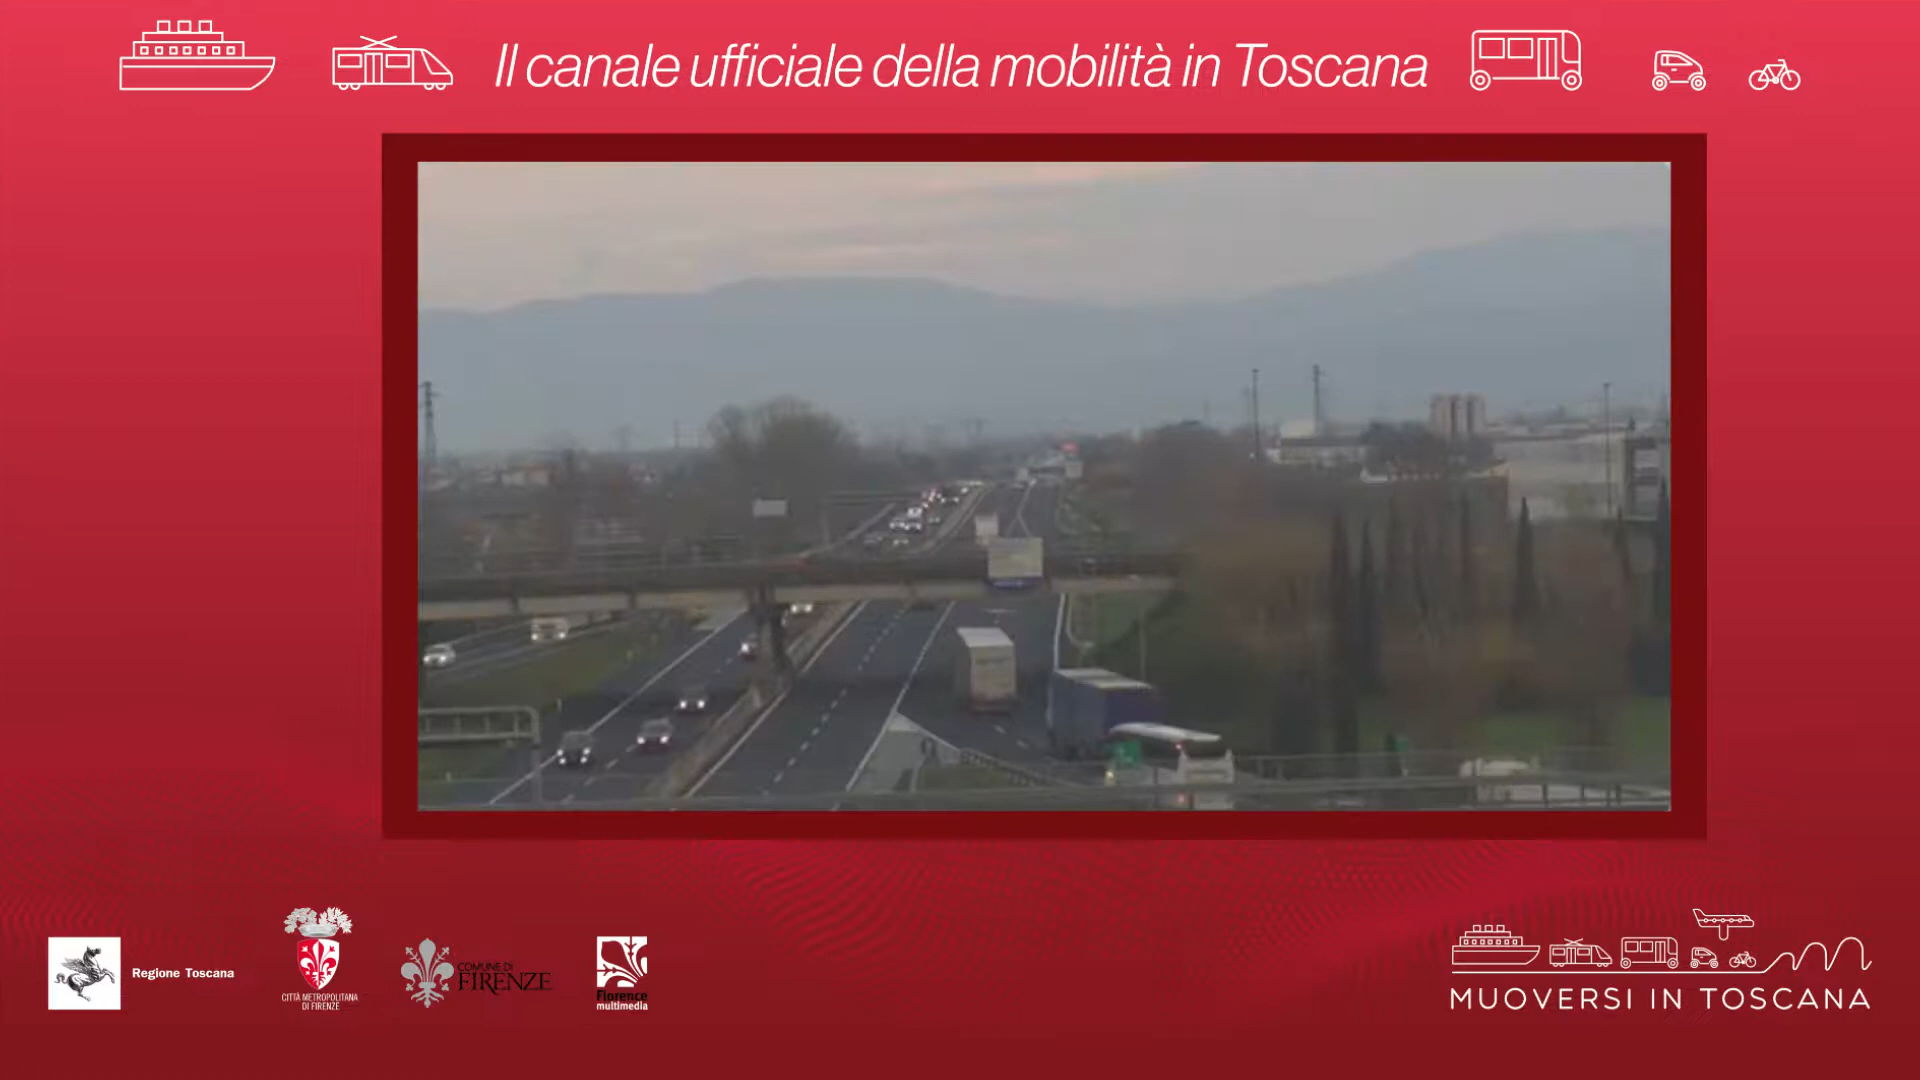 Il canale ufficiale della mobilità in Toscana
Regione Toscana
CITTÀ METROPOLITANA
DI FIRENZE
COMUNE DI
FIRENZE
Florence
multimedia
MUOVERSI IN TOSCANA